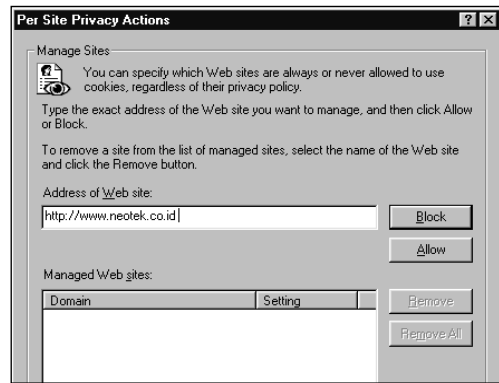 Per Site Privacy Actions
Manage Sites
You can specify which Web sites are always or never allowed to use
cookies, regardless of their privacy policy.
Type the exact address of the Web site you want to manage, and then click Allow
or Block.
To remove a site from the list of managed sites, select the name of the Web site
and click the Remove button.
Address of Web site:
http://www.neotek.co.id
Block
Allow
Managed Web sites:
Domain Setting
Remove
Remove All